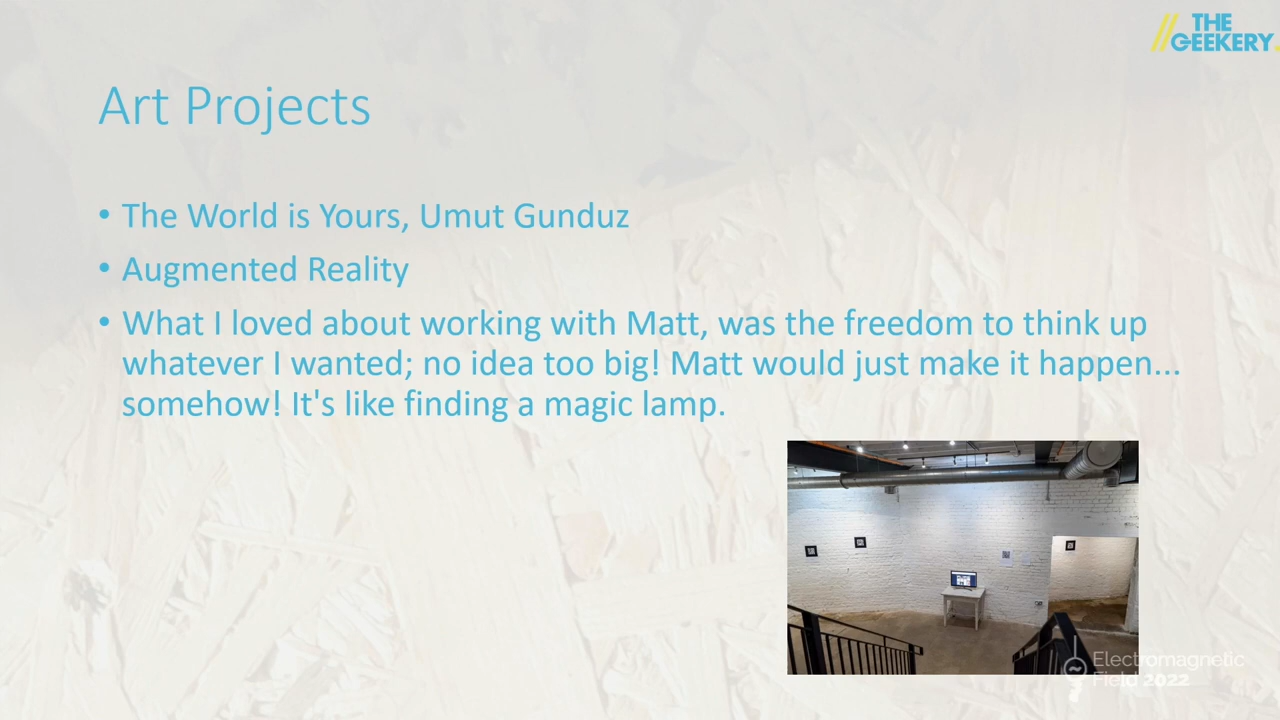 // THE
GEEKERY.
Art Projects
• The World is Yours, Umut Gunduz
• Augmented Reality
• What I loved about working with Matt, was the freedom to think up
whatever I wanted; no idea too big! Matt would just make it happen...
somehow! It's like finding a magic lamp.
Electromagnetic
Field 2022